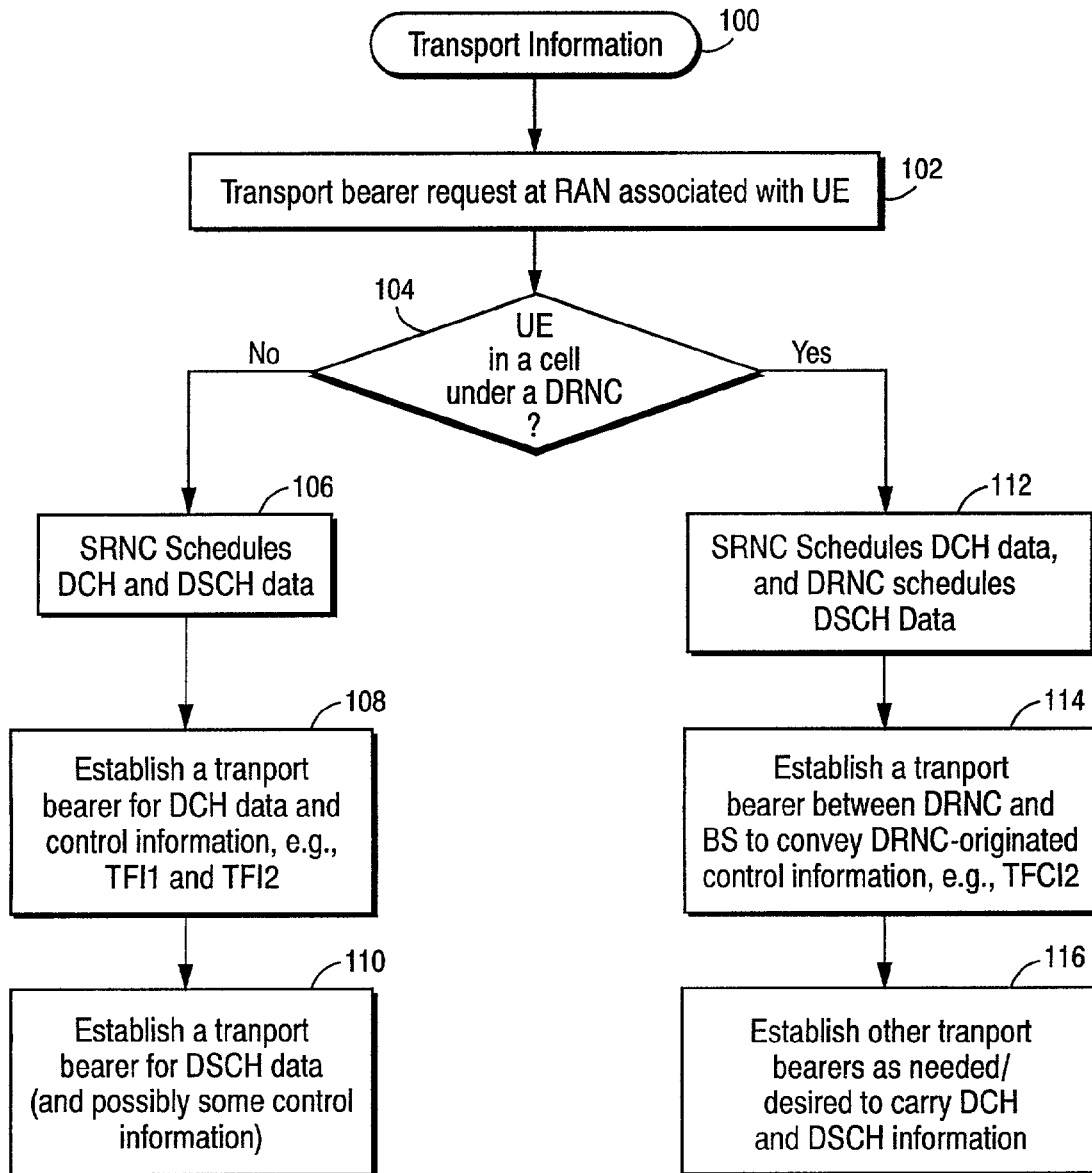 Transport Information
100
Transport bearer request at RAN associated with UE
102
104
UE
in a cell
under a DRNC
?
No
Yes
106
SRNC Schedules
DCH and DSCH data
112
SRNC Schedules DCH data,
and DRNC schedules
DSCH Data
108
Establish a tranport
bearer for DCH data and
control information, e.g.,
TFI1 and TFI2
114
Establish a tranport
bearer between DRNC and
BS to convey DRNC-originated
control information, e.g., TFCI2
110
Establish a tranport
bearer for DSCH data
(and possibly some control
information)
116
Establish other tranport
bearers as needed/
desired to carry DCH
and DSCH information